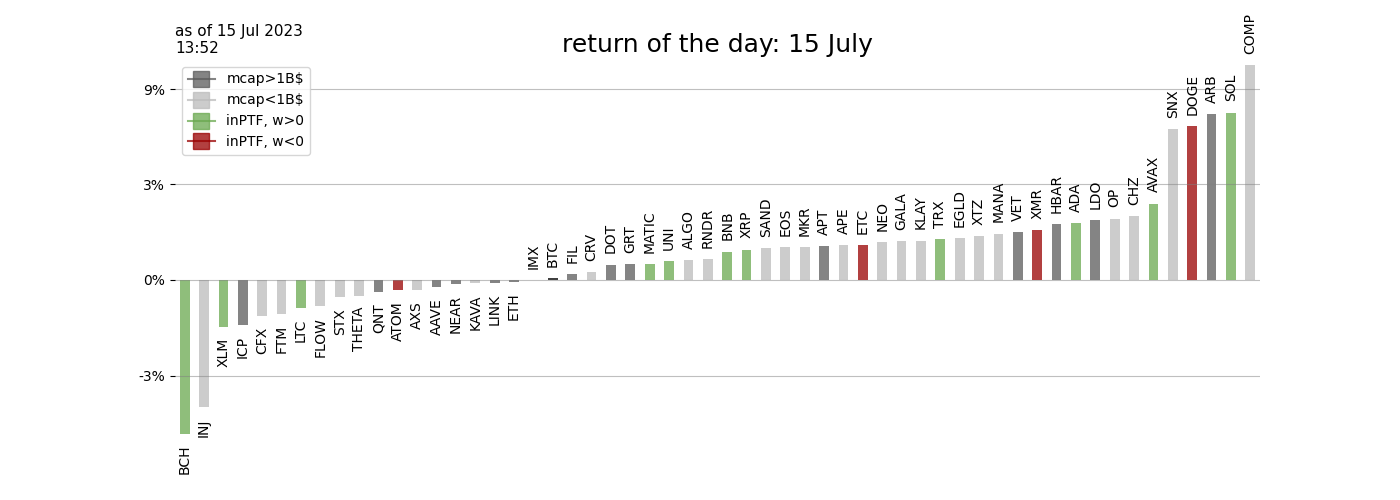 as of 15 Jul 2023
13:52
return of the day: 15 July
mcap>1B$
mcap<1B$
inPTF, w>0
inPTF, w<0
9%
3%
0%
-3%
BCH
INJ
XLM
ICP
CFX
FTM
LTC
FLOW
STX
THETA
QNT
ATOM
AXS
AAVE
NEAR
KAVA
LINK
ETH
IMX
BTC
FIL
CRV
DOT
GRT
MATIC
UNI
ALGO
RNDR
BNB
XRP
SAND
EOS
MKR
APT
APE
ETC
NEO
GALA
KLAY
TRX
EGLD
XTZ
MANA
VET
XMR
HBAR
ADA
LDO
OP
CHZ
AVAX
SNX
DOGE
ARB
SOL
COMP